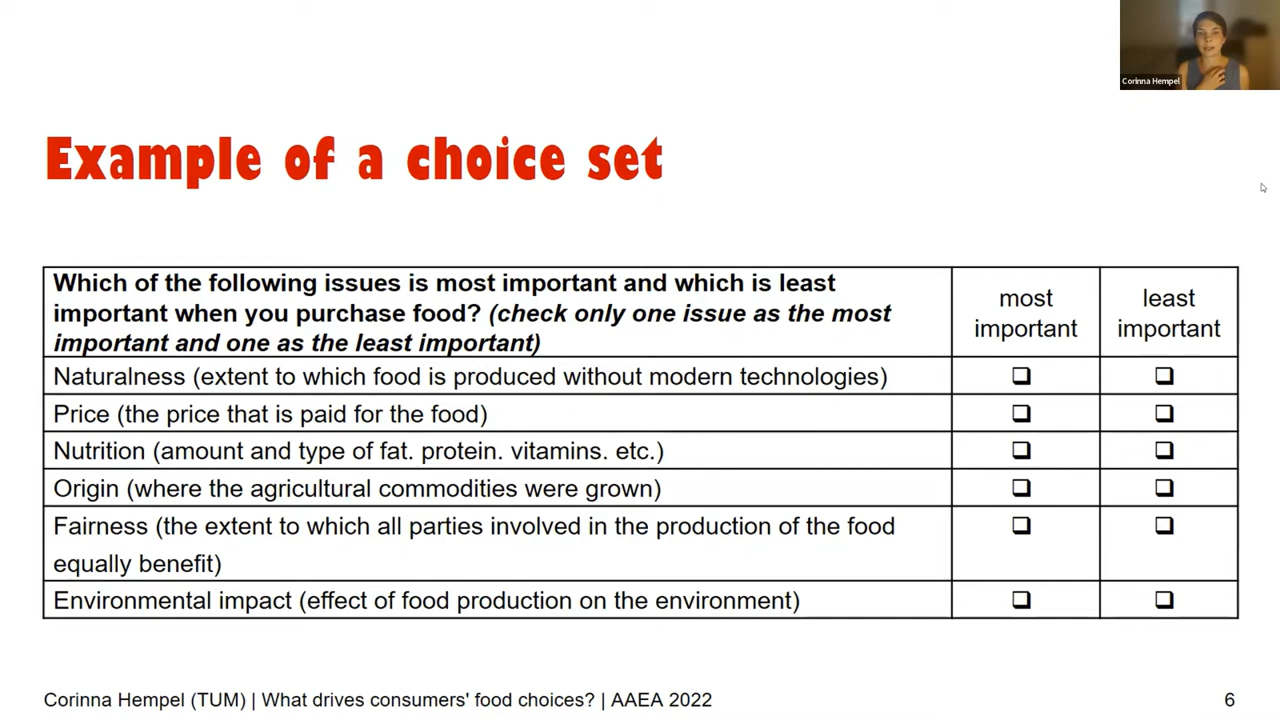 Corinna Hempel
Example of a choice set
Which of the following issues is most important and which is least
important when you purchase food? (check only one issue as the most
important and one as the least important)
most
important
least
important
Naturalness (extent to which food is produced without modern technologies)
Price (the price that is paid for the food)
Nutrition (amount and type of fat. protein. vitamins. etc.)
Origin (where the agricultural commodities were grown)
Fairness (the extent to which all parties involved in the production of the food
equally benefit)
Environmental impact (effect of food production on the environment)
Corinna Hempel (TUM) | What drives consumers' food choices? | AAEA 2022
6